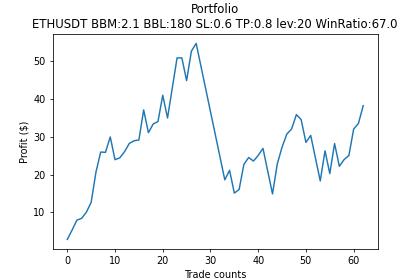 Portfolio
ETHUSDT BBM:2.1 BBL:180 SL:0.6 TP:0.8 lev:20 WinRatio:67.0
50
40
30
20
10
Profit ($)
0 10 20 30 40 50 60
Trade counts